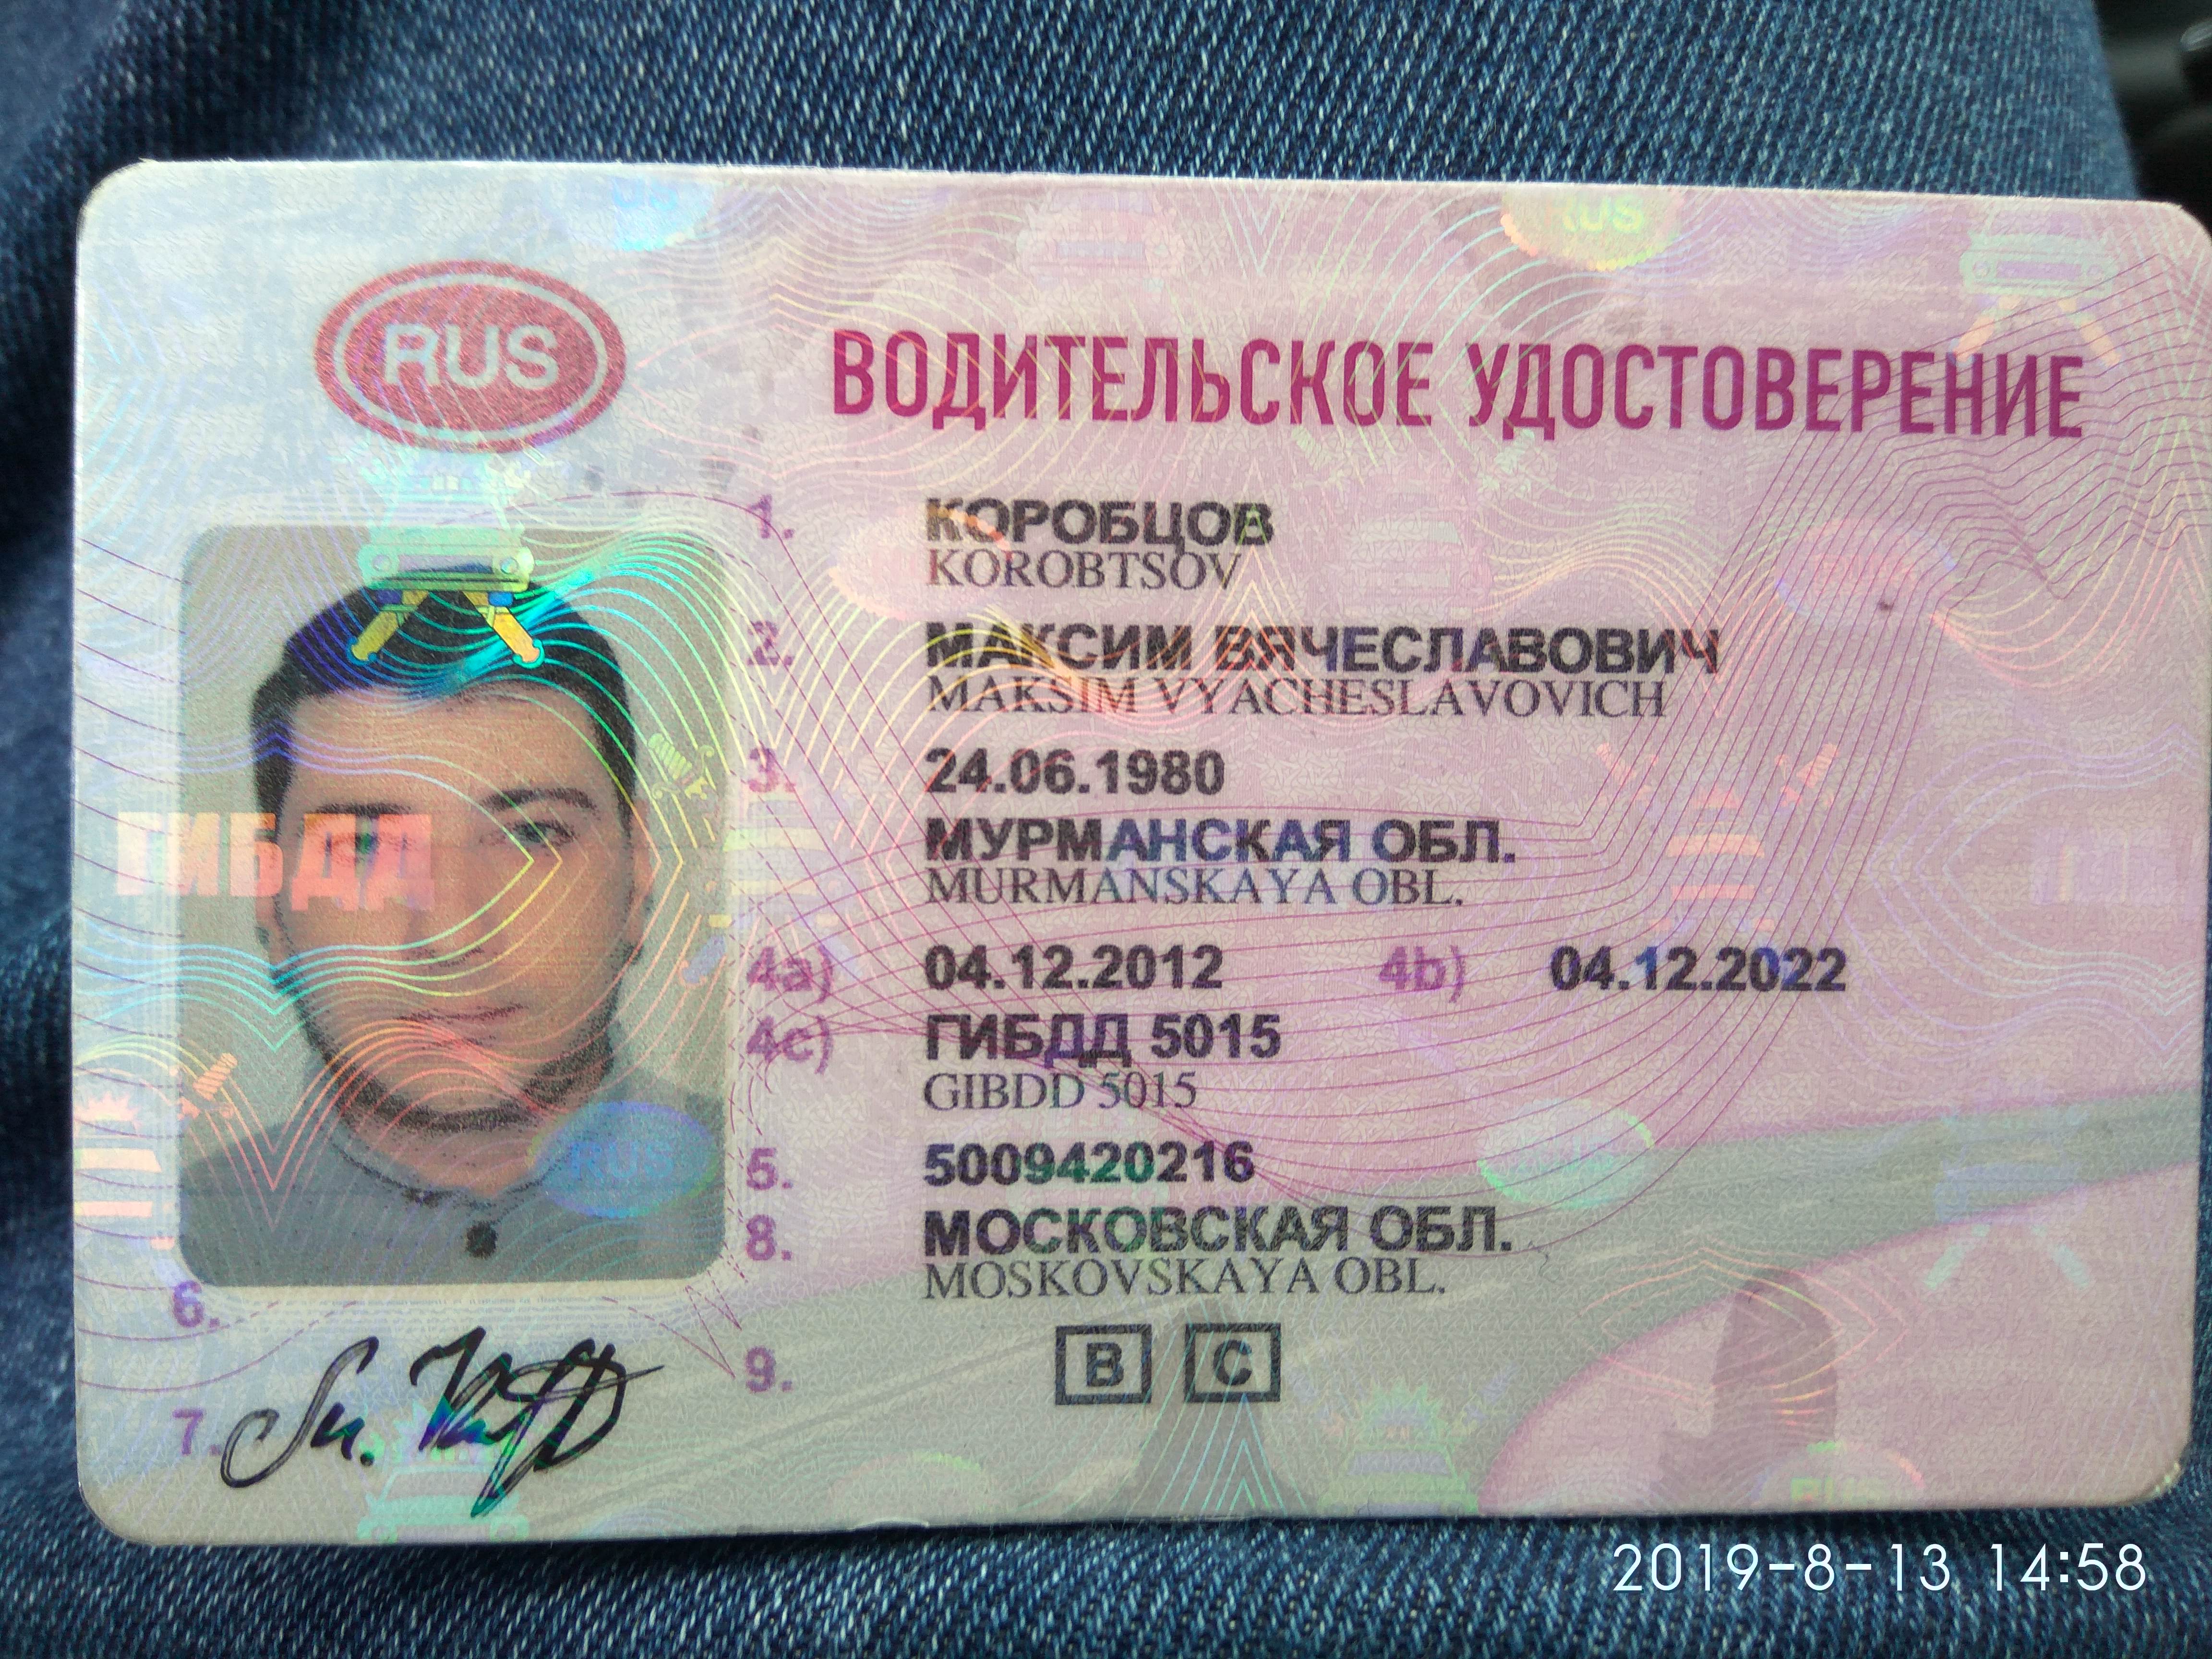 RUS
ВОДИТЕЛЬСКОЕ УДОСТОВЕРЕНИЕ
1. КОРОБЦОВ
KOROBTSOV
2. МАКСИМ ВЯЧЕСЛАВОВИЧ
MAKSIM VYACHESLAVOVICH
3. 24.06.1980
МУРМАНСКАЯ ОБЛ.
MURMANSKAYA OBL.
4a) 04.12.2012 4b) 04.12.2022
4c) ГИБДД 5015
GIBDD 5015
5. 5009420216
8. МОСКОВСКАЯ ОБЛ.
MOSKOVSKAYA OBL.
9. B C
6.
7.
ГИБДД
RUS
RUS
2019-8-13 14:58